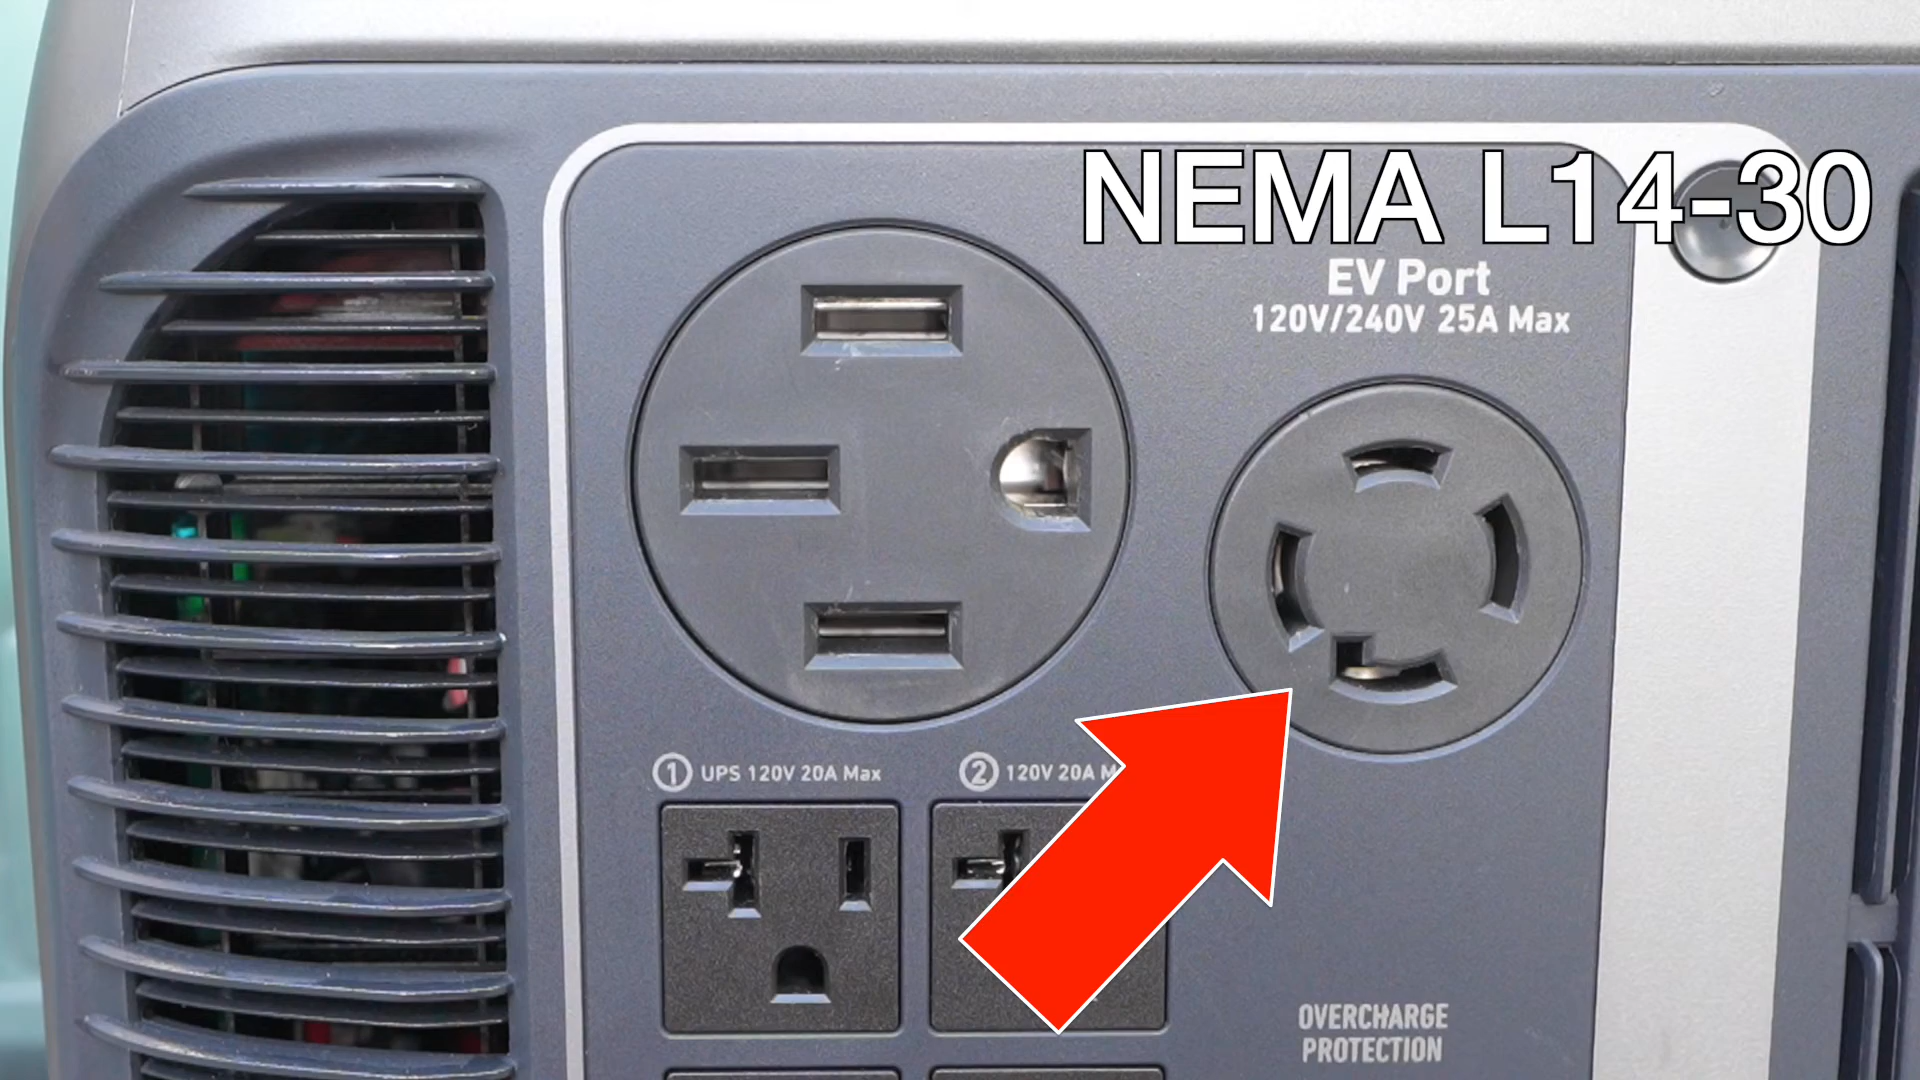 NEMA L14-30
EV Port
120V/240V 25A Max
① UPS 120V 20A Max
② 120V 20A M
OVERCHARGE
PROTECTION